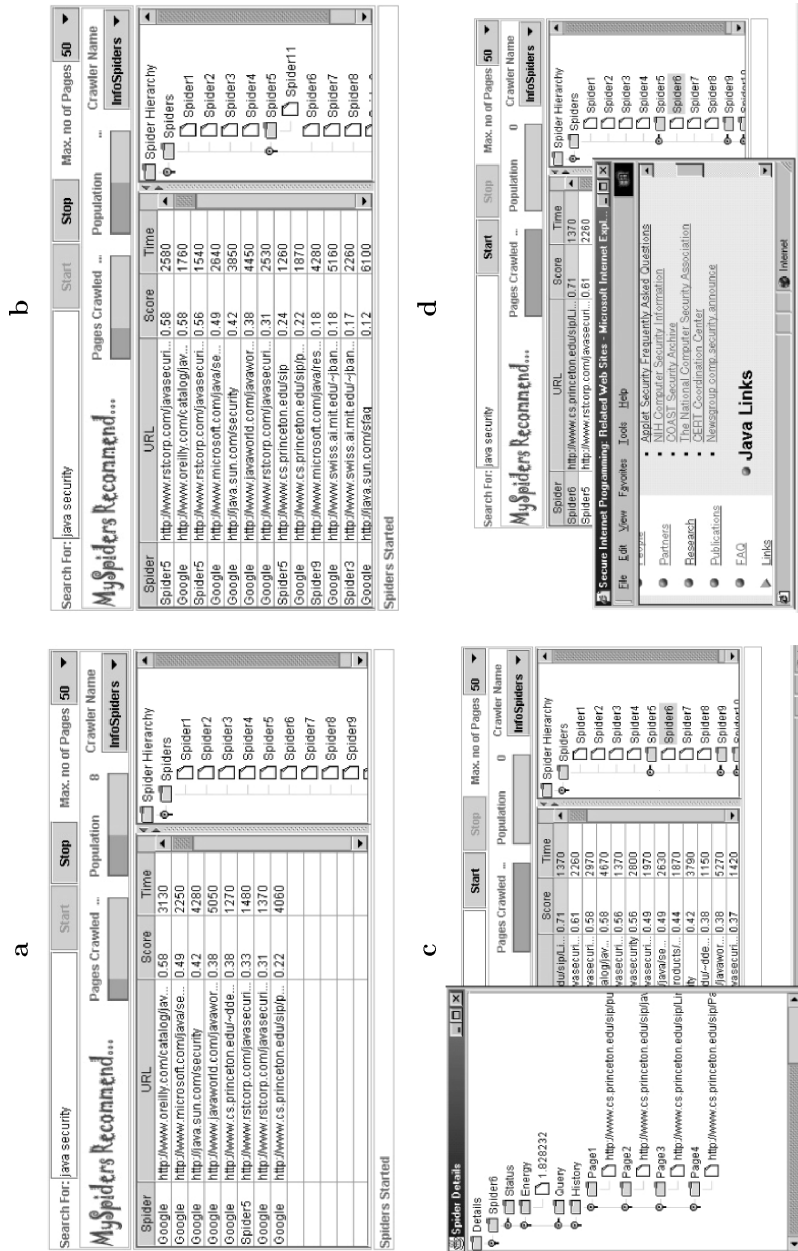 a
Search For: java security
Start
Stop
Max. no of Pages 50
MySpiders Recommend...
Pages Crawled ...
Population 8
Crawler Name
InfoSpiders
Spider URL Score Time
Google http://www.oreilly.com/catalog/jav... 0.58 3130
Google http://www.microsoft.com/java/se... 0.49 2250
Google http://java.sun.com/security 0.42 4280
Google http://www.javaworld.com/javawor... 0.38 5050
Google http://www.cs.princeton.edu/~dde... 0.38 1270
Spider5 http://www.rstcorp.com/javasecuri... 0.33 1480
Google http://www.rstcorp.com/javasecuri... 0.31 1370
Google http://www.cs.princeton.edu/sip/p... 0.22 4060
Spider Hierarchy
Spiders
Spider1
Spider2
Spider3
Spider4
Spider5
Spider6
Spider7
Spider8
Spider9
Spiders Started
b
Search For: java security
Start
Stop
Max. no of Pages 50
MySpiders Recommend...
Pages Crawled ...
Population ...
Crawler Name
InfoSpiders
Spider URL Score Time
Spider5 http://www.rstcorp.com/javasecuri... 0.58 2580
Google http://www.oreilly.com/catalog/jav... 0.58 1760
Spider5 http://www.rstcorp.com/javasecuri... 0.56 1540
Google http://www.microsoft.com/java/se... 0.49 2640
Google http://java.sun.com/security 0.42 3850
Google http://www.javaworld.com/javawor... 0.38 4450
Google http://www.rstcorp.com/javasecuri... 0.31 2530
Spider5 http://www.cs.princeton.edu/sip 0.24 1260
Google http://www.cs.princeton.edu/sip/p... 0.22 1870
Spider9 http://www.microsoft.com/java/res... 0.18 4280
Google http://www.swiss.ai.mit.edu/~jban... 0.18 5160
Spider3 http://www.swiss.ai.mit.edu/~jban... 0.17 2260
Google http://java.sun.com/sfaq 0.12 6100
Spider Hierarchy
Spiders
Spider1
Spider2
Spider3
Spider4
Spider5
Spider11
Spider6
Spider7
Spider8
Spiders Started
c
Spider Details
Details
Spider6
Status
Energy
1.828232
Query
History
Page1
http://www.cs.princeton.edu/sip/pu
Page2
http://www.cs.princeton.edu/sip/jav
Page3
http://www.cs.princeton.edu/sip/Lin
Page4
http://www.cs.princeton.edu/sip/Pa
Start
Stop
Max. no of Pages 50
Pages Crawled ...
Population 0
Crawler Name
InfoSpiders
Score Time
du/sip/Li... 0.71 1370
vasecuri... 0.61 2260
vasecuri... 0.58 2970
alog/jav... 0.58 4670
vasecuri... 0.56 1370
vasecurity 0.56 2800
vasecuri... 0.49 1970
/java/se... 0.49 2630
roducts/... 0.44 1870
ity 0.42 3790
du/~dde... 0.38 1150
/javawor... 0.38 5270
vasecuri... 0.37 1420
Spider Hierarchy
Spiders
Spider1
Spider2
Spider3
Spider4
Spider5
Spider6
Spider7
Spider8
Spider9
d
Search For: java security
Start
Stop
Max. no of Pages 50
MySpiders Recommend...
Pages Crawled ...
Population 0
Crawler Name
InfoSpiders
Spider URL Score Time
Spider6 http://www.cs.princeton.edu/sip/Li... 0.71 1370
Spider5 http://www.rstcorp.com/javasecuri... 0.61 2260
Spider Hierarchy
Spiders
Spider1
Spider2
Spider3
Spider4
Spider5
Spider6
Spider7
Spider8
Spider9
Secure Internet Programming: Related Web Sites - Microsoft Internet Expl...
File Edit View Favorites Tools Help
People
Partners
Research
Publications
FAQ
Links
Applet Security Frequently Asked Questions
NIH Computer Security Information
COAST Security Archive
The National Computer Security Association
CERT Coordination Center
Newsgroup comp.security.announce
Java Links
Internet